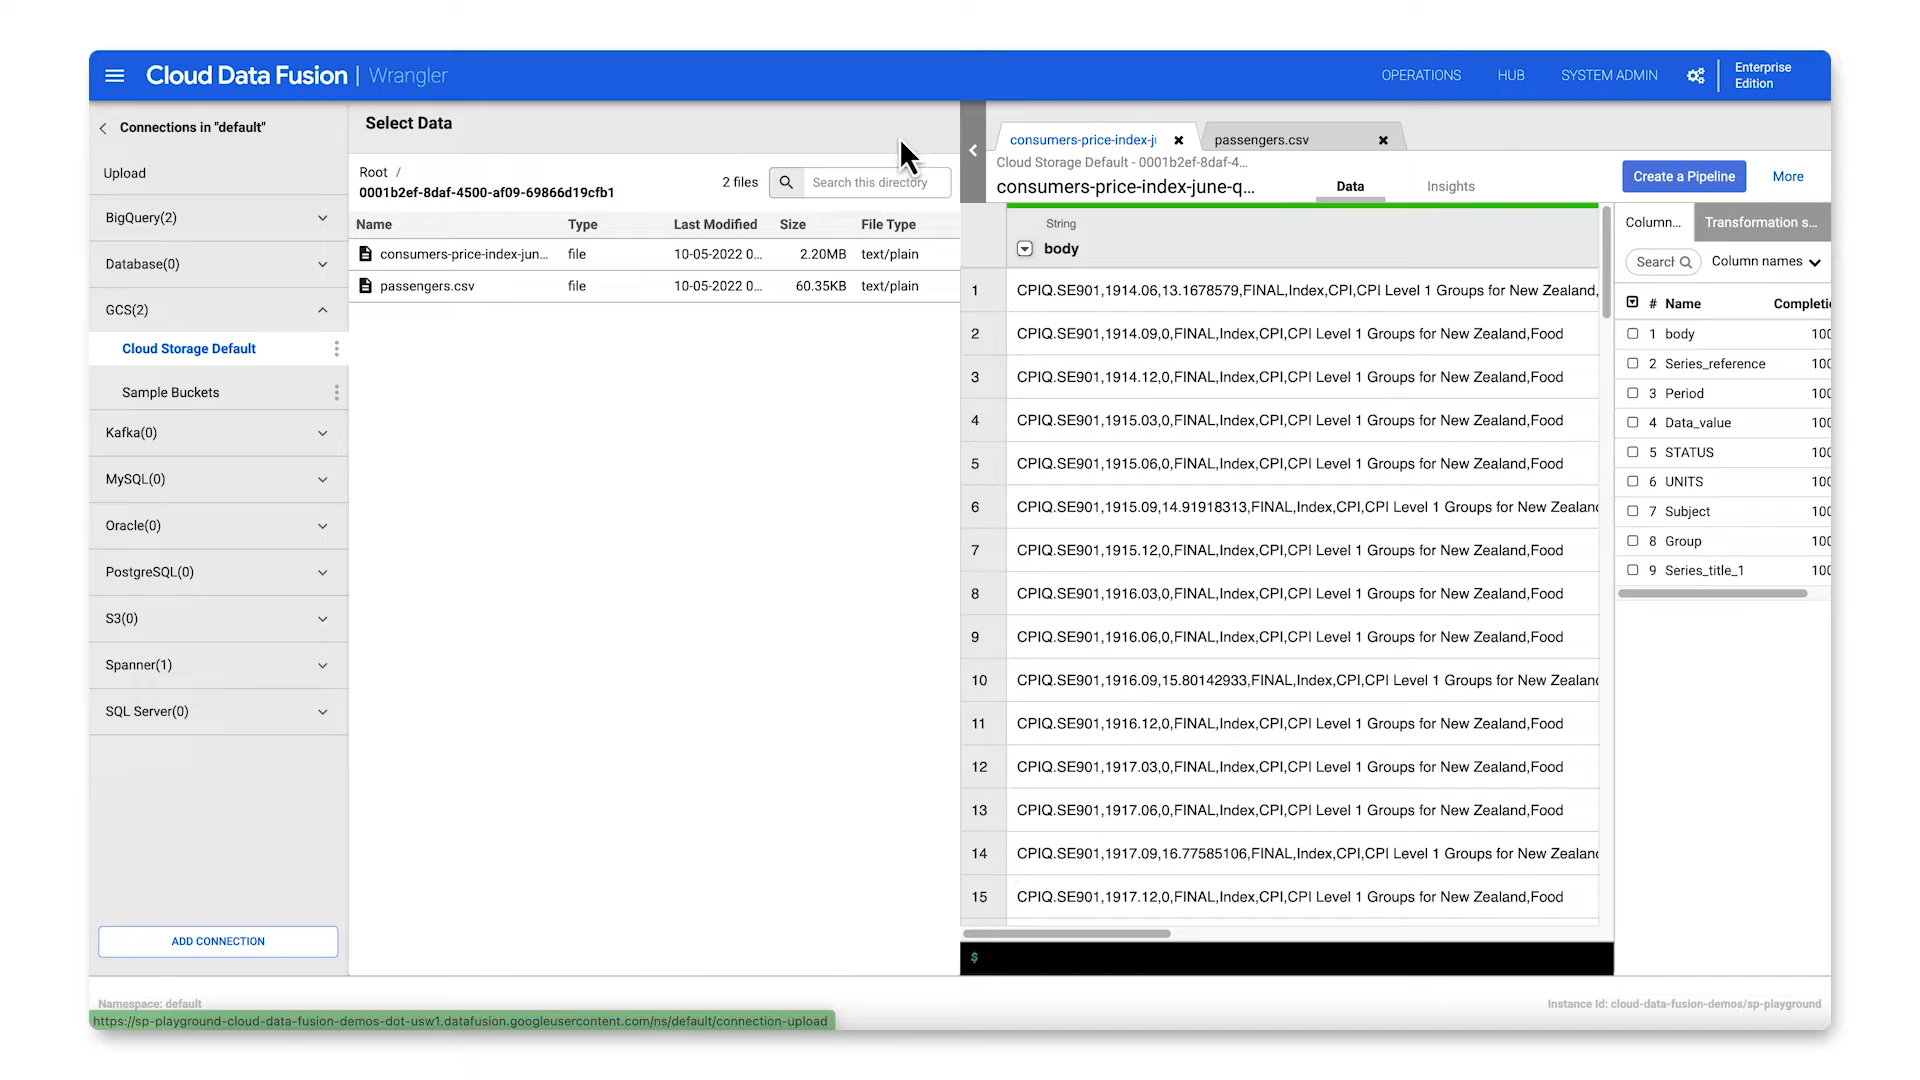 Cloud Data Fusion | Wrangler
OPERATIONS
HUB
SYSTEM ADMIN
Enterprise
Edition
Connections in "default"
Upload
BigQuery(2)
Database(0)
GCS(2)
Cloud Storage Default
Sample Buckets
Kafka(0)
MySQL(0)
Oracle(0)
PostgreSQL(0)
S3(0)
Spanner(1)
SQL Server(0)
ADD CONNECTION
Select Data
Root /
0001b2ef-8daf-4500-af09-69866d19cfb1
2 files
Search this directory
Name Type Last Modified Size File Type
consumers-price-index-jun... file 10-05-2022 0... 2.20MB text/plain
passengers.csv file 10-05-2022 0... 60.35KB text/plain
consumers-price-index-ju
passengers.csv
Cloud Storage Default - 0001b2ef-8daf-4...
consumers-price-index-june-q...
Data
Insights
Create a Pipeline
More
String
body
1 CPIQ.SE901,1914.06,13.1678579,FINAL,Index,CPI,CPI Level 1 Groups for New Zealand,
2 CPIQ.SE901,1914.09,0,FINAL,Index,CPI,CPI Level 1 Groups for New Zealand,Food
3 CPIQ.SE901,1914.12,0,FINAL,Index,CPI,CPI Level 1 Groups for New Zealand,Food
4 CPIQ.SE901,1915.03,0,FINAL,Index,CPI,CPI Level 1 Groups for New Zealand,Food
5 CPIQ.SE901,1915.06,0,FINAL,Index,CPI,CPI Level 1 Groups for New Zealand,Food
6 CPIQ.SE901,1915.09,14.91918313,FINAL,Index,CPI,CPI Level 1 Groups for New Zealand
7 CPIQ.SE901,1915.12,0,FINAL,Index,CPI,CPI Level 1 Groups for New Zealand,Food
8 CPIQ.SE901,1916.03,0,FINAL,Index,CPI,CPI Level 1 Groups for New Zealand,Food
9 CPIQ.SE901,1916.06,0,FINAL,Index,CPI,CPI Level 1 Groups for New Zealand,Food
10 CPIQ.SE901,1916.09,15.80142933,FINAL,Index,CPI,CPI Level 1 Groups for New Zealand
11 CPIQ.SE901,1916.12,0,FINAL,Index,CPI,CPI Level 1 Groups for New Zealand,Food
12 CPIQ.SE901,1917.03,0,FINAL,Index,CPI,CPI Level 1 Groups for New Zealand,Food
13 CPIQ.SE901,1917.06,0,FINAL,Index,CPI,CPI Level 1 Groups for New Zealand,Food
14 CPIQ.SE901,1917.09,16.77585106,FINAL,Index,CPI,CPI Level 1 Groups for New Zealand
15 CPIQ.SE901,1917.12,0,FINAL,Index,CPI,CPI Level 1 Groups for New Zealand,Food
$
Column...
Transformation s...
Search
Column names
# Name Completi
1 body 100
2 Series_reference 100
3 Period 100
4 Data_value 100
5 STATUS 100
6 UNITS 100
7 Subject 100
8 Group 100
9 Series_title_1 100
Namespace: default
Instance Id: cloud-data-fusion-demos/sp-playground
https://sp-playground-cloud-data-fusion-demos-dot-usw1.datafusion.googleusercontent.com/ns/default/connection-upload